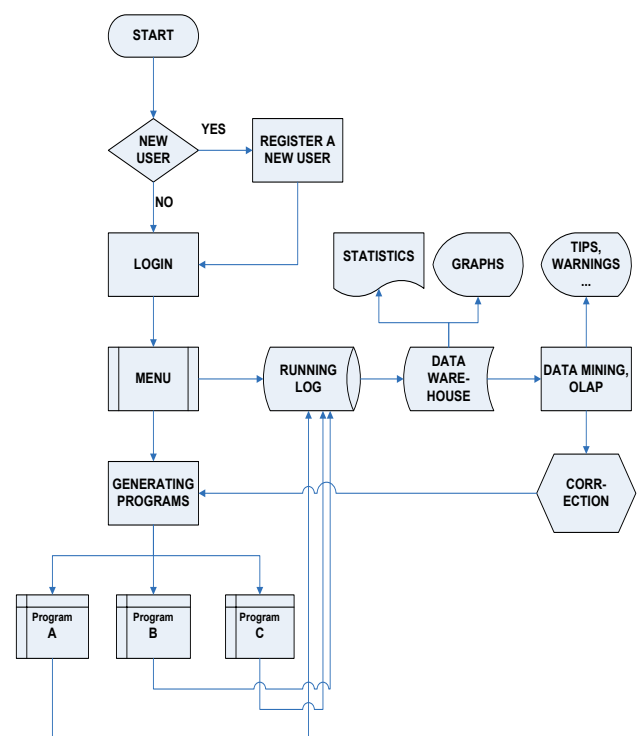 START
NEW
USER
YES
REGISTER A
NEW USER
NO
LOGIN
STATISTICS
GRAPHS
TIPS,
WARNINGS
...
MENU
RUNNING
LOG
DATA
WARE-
HOUSE
DATA MINING,
OLAP
GENERATING
PROGRAMS
CORR-
ECTION
Program
A
Program
B
Program
C